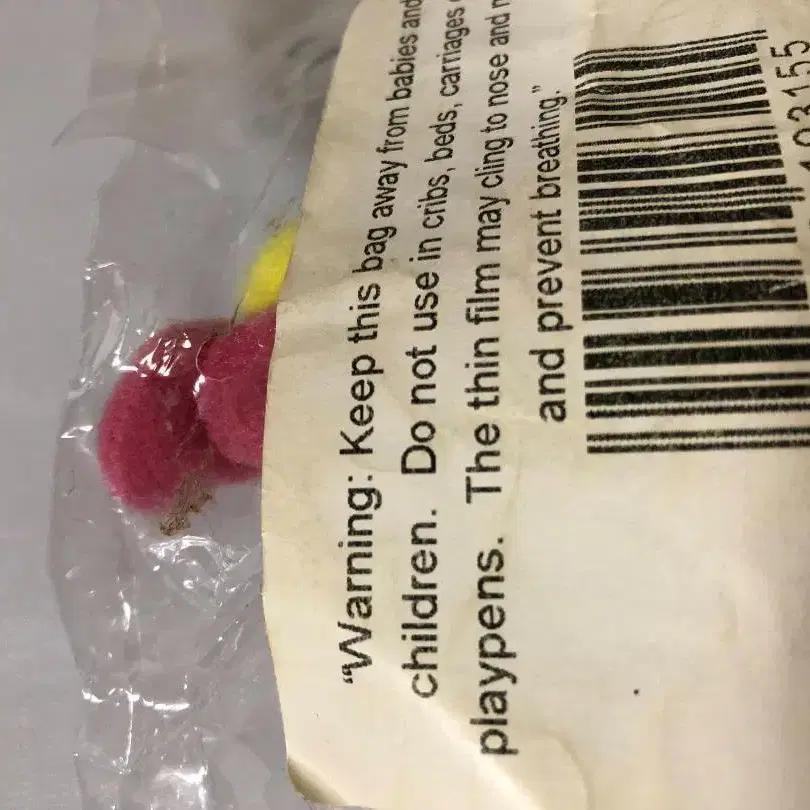 “Warning: Keep this bag away from babies and
children. Do not use in cribs, beds, carriages
playpens. The thin film may cling to nose and
and prevent breathing.”
03155